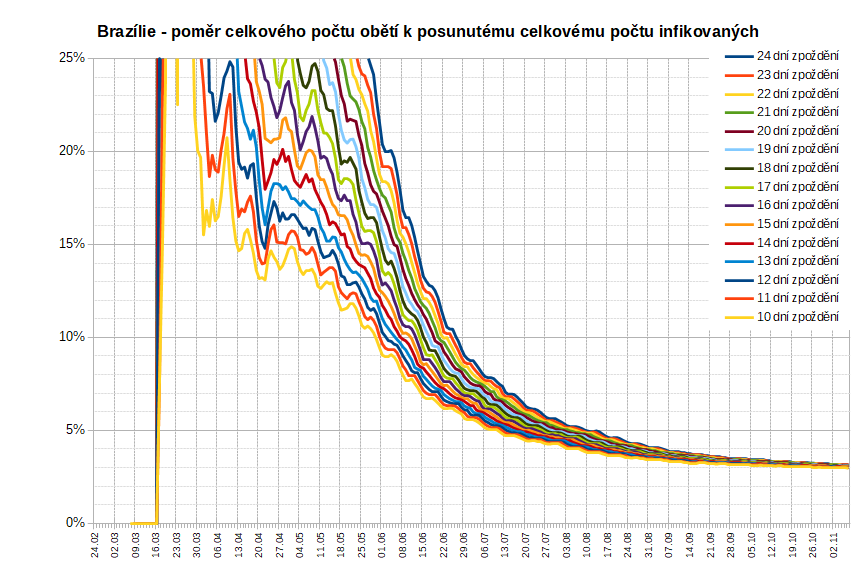 Brazílie - poměr celkového počtu obětí k posunutému celkovému počtu infikovaných
25%
20%
15%
10%
5%
0%
24 dní zpoždění
23 dní zpoždění
22 dní zpoždění
21 dní zpoždění
20 dní zpoždění
19 dní zpoždění
18 dní zpoždění
17 dní zpoždění
16 dní zpoždění
15 dní zpoždění
14 dní zpoždění
13 dní zpoždění
12 dní zpoždění
11 dní zpoždění
10 dní zpoždění
24.02
02.03
09.03
16.03
23.03
30.03
06.04
13.04
20.04
27.04
04.05
11.05
18.05
25.05
01.06
08.06
15.06
22.06
29.06
06.07
13.07
20.07
27.07
03.08
10.08
17.08
24.08
31.08
07.09
14.09
21.09
28.09
05.10
12.10
19.10
26.10
02.11